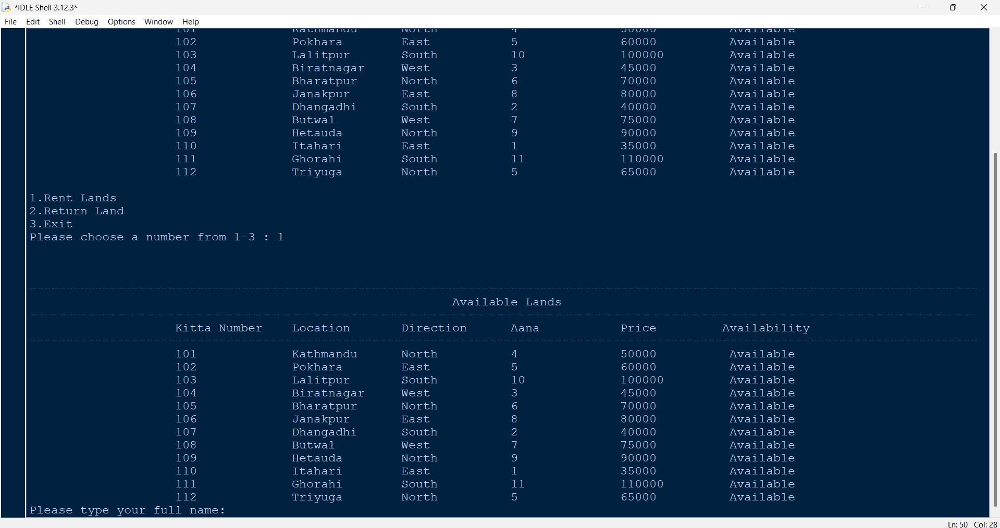 *IDLE Shell 3.12.3*
File Edit Shell Debug Options Window Help
101 Kathmandu North 4 50000 Available
102 Pokhara East 5 60000 Available
103 Lalitpur South 10 100000 Available
104 Biratnagar West 3 45000 Available
105 Bharatpur North 6 70000 Available
106 Janakpur East 8 80000 Available
107 Dhangadhi South 2 40000 Available
108 Butwal West 7 75000 Available
109 Hetauda North 9 90000 Available
110 Itahari East 1 35000 Available
111 Ghorahi South 11 110000 Available
112 Triyuga North 5 65000 Available
1.Rent Lands
2.Return Land
3.Exit
Please choose a number from 1-3 : 1
Available Lands
Kitta Number Location Direction Aana Price Availability
101 Kathmandu North 4 50000 Available
102 Pokhara East 5 60000 Available
103 Lalitpur South 10 100000 Available
104 Biratnagar West 3 45000 Available
105 Bharatpur North 6 70000 Available
106 Janakpur East 8 80000 Available
107 Dhangadhi South 2 40000 Available
108 Butwal West 7 75000 Available
109 Hetauda North 9 90000 Available
110 Itahari East 1 35000 Available
111 Ghorahi South 11 110000 Available
112 Triyuga North 5 65000 Available
Please type your full name:
Ln: 50 Col: 28